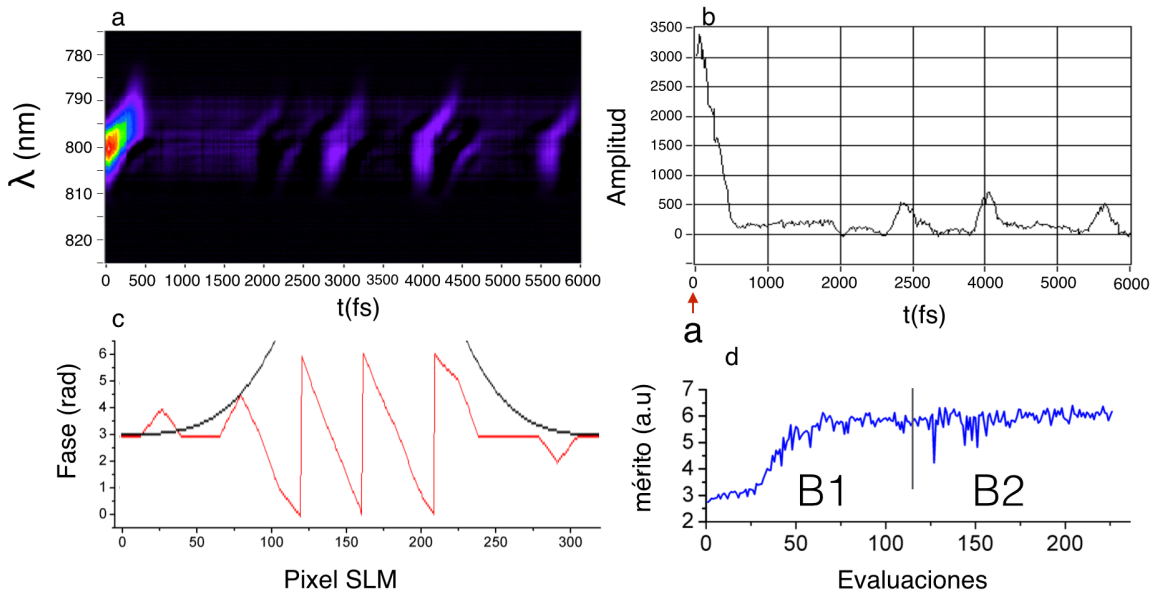 a
780
790
800
810
820
λ (nm)
0 500 1000 1500 2000 2500 3000 3500 4000 4500 5000 5500 6000
t(fs)
b
3500
3000
2500
2000
1500
1000
500
0
Amplitud
0 1000 2000 2500 4000 5000 6000
t(fs)
a
c
6
5
4
3
2
1
0
Fase (rad)
0 50 100 150 200 250 300
Pixel SLM
d
7
6
5
4
3
2
mérito (a.u)
B1 B2
0 50 100 150 200
Evaluaciones